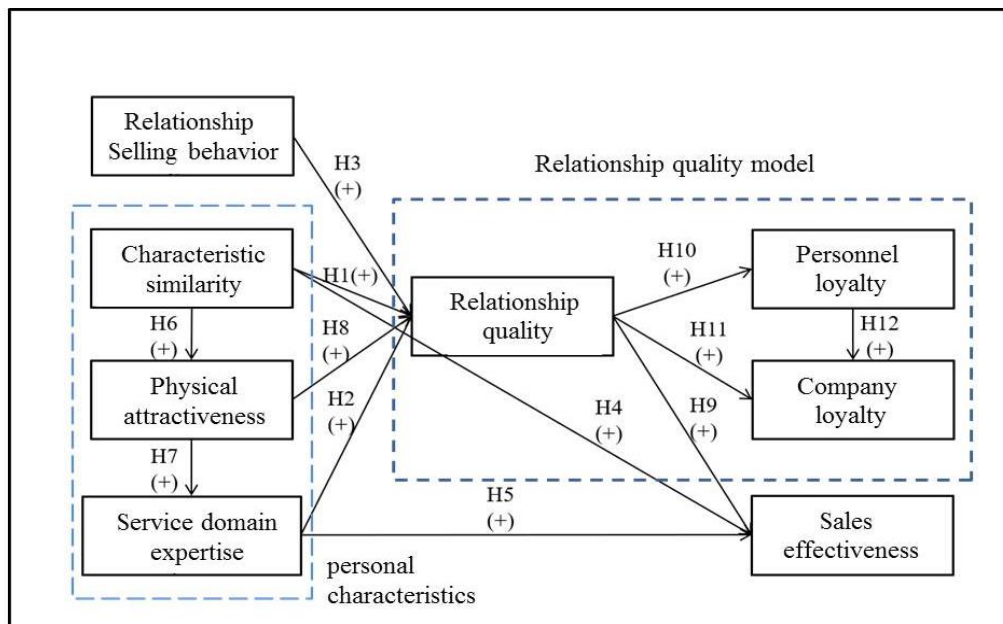 Relationship
Selling behavior
H3
(+)
Relationship quality model
Characteristic
similarity
H1(+)
H10
(+)
Personnel
loyalty
Relationship
quality
H6
(+)
H8
(+)
H11
(+)
H12
(+)
Physical
attractiveness
H2
(+)
H4
(+)
H9
(+)
Company
loyalty
H7
(+)
H5
(+)
Service domain
expertise
Sales
effectiveness
personal
characteristics